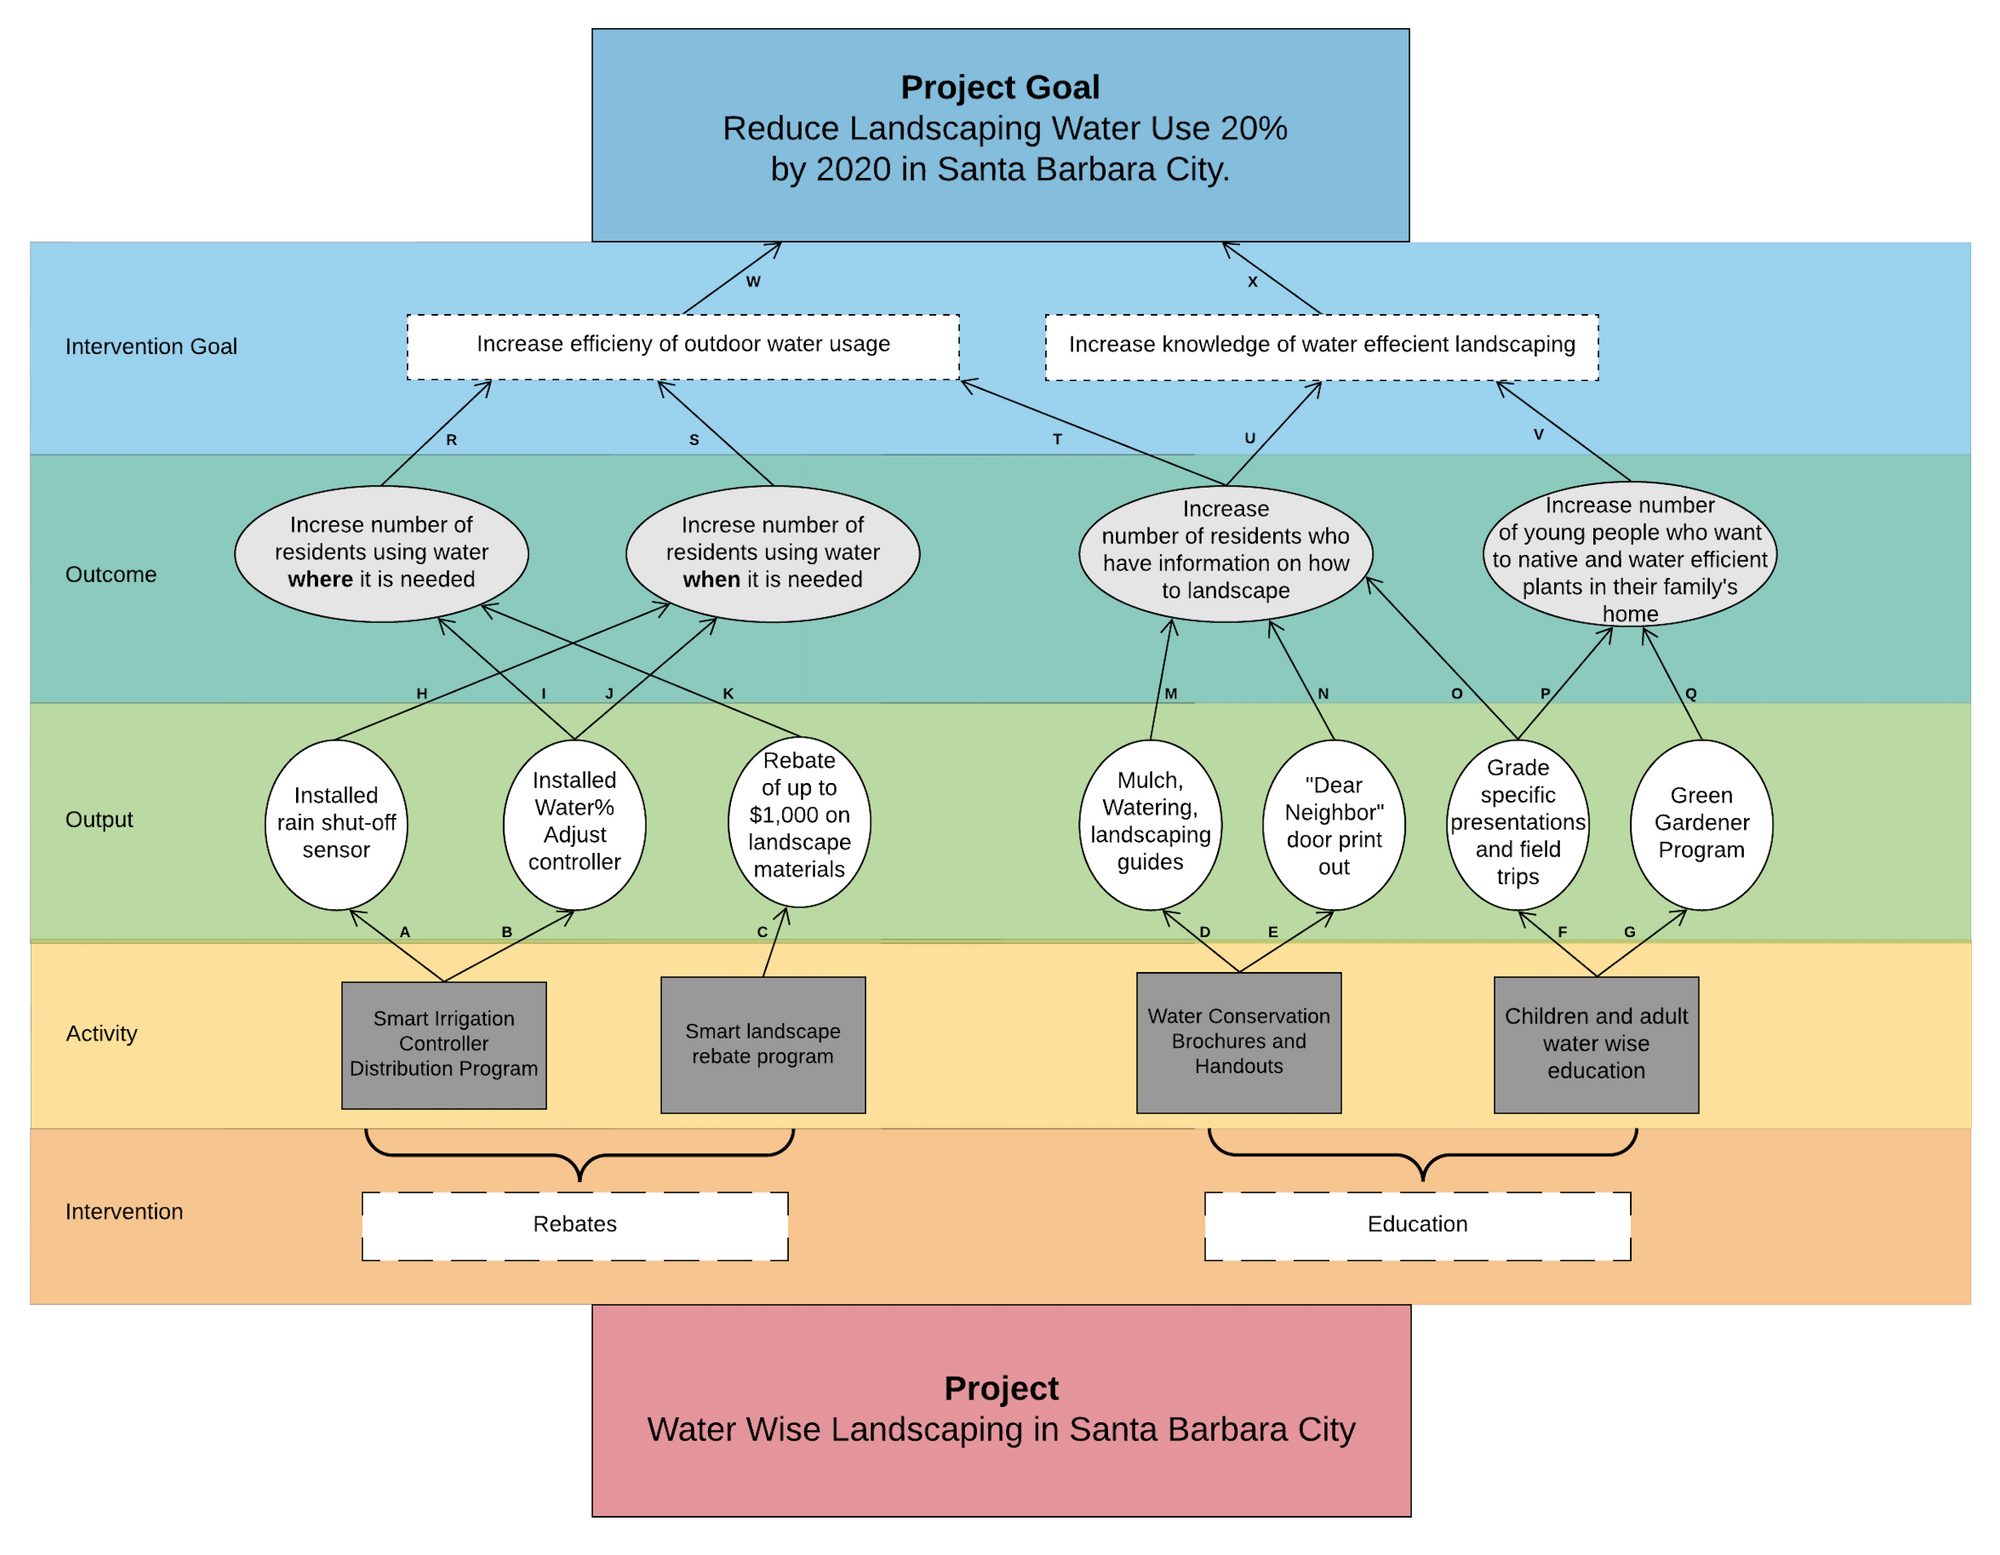 Project Goal
Reduce Landscaping Water Use 20%
by 2020 in Santa Barbara City.
W
X
Intervention Goal
Increase efficieny of outdoor water usage
Increase knowledge of water effecient landscaping
R
S
T
U
V
Outcome
Increse number of
residents using water
where it is needed
Increse number of
residents using water
when it is needed
Increase
number of residents who
have information on how
to landscape
Increase number
of young people who want
to native and water efficient
plants in their family's
home
H
I
J
K
M
N
O
P
Q
Output
Installed
rain shut-off
sensor
Installed
Water%
Adjust
controller
Rebate
of up to
$1,000 on
landscape
materials
Mulch,
Watering,
landscaping
guides
"Dear
Neighbor"
door print
out
Grade
specific
presentations
and field
trips
Green
Gardener
Program
A
B
C
D
E
F
G
Activity
Smart Irrigation
Controller
Distribution Program
Smart landscape
rebate program
Water Conservation
Brochures and
Handouts
Children and adult
water wise
education
Intervention
Rebates
Education
Project
Water Wise Landscaping in Santa Barbara City